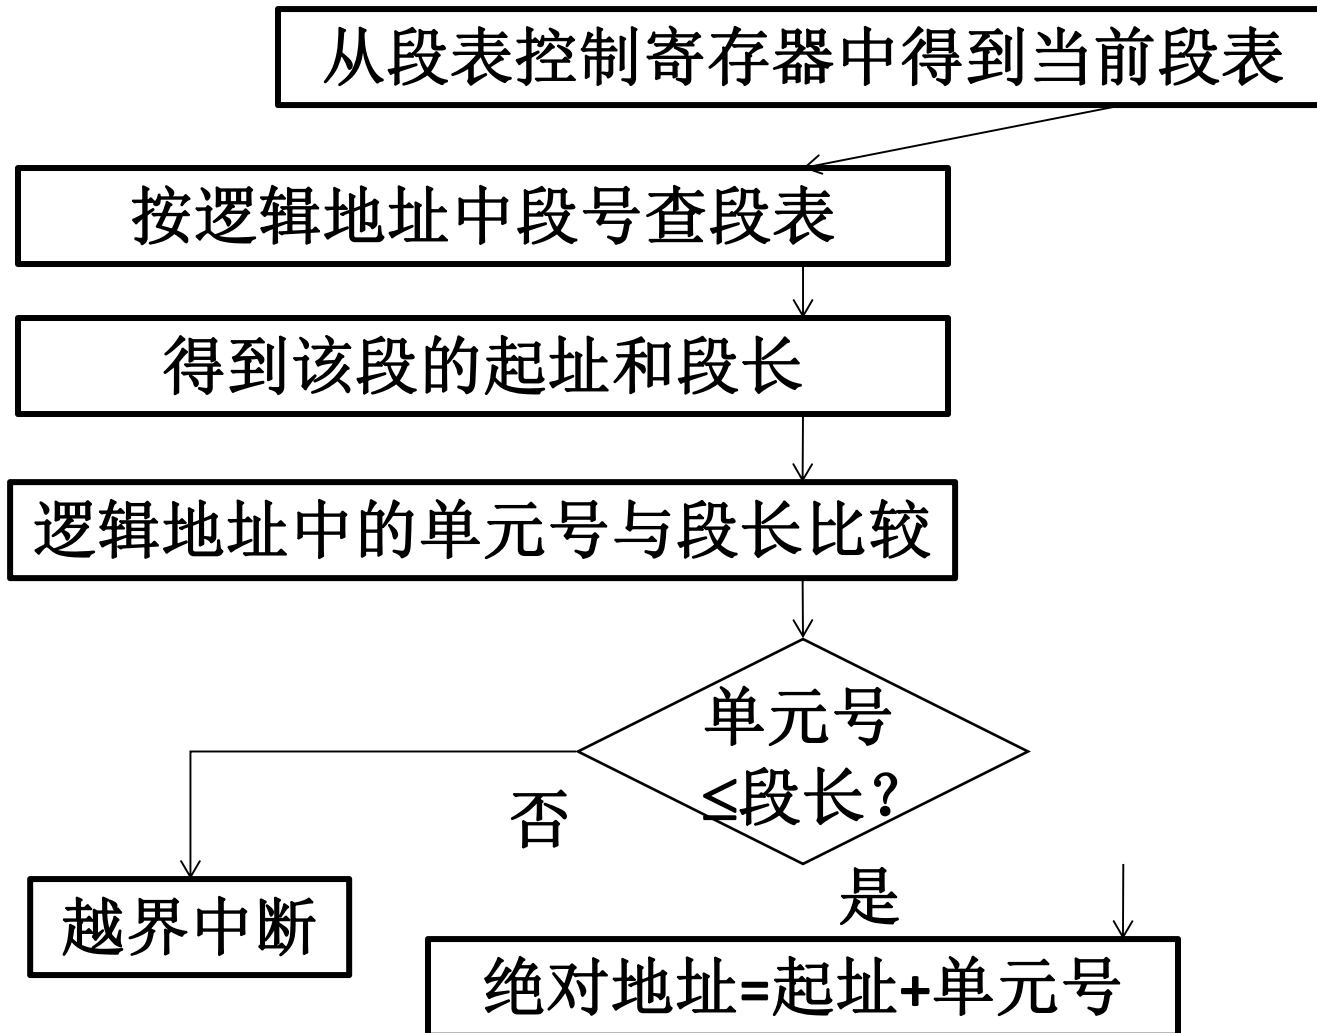 从段表控制寄存器中得到当前段表
按逻辑地址中段号查段表
得到该段的起址和段长
逻辑地址中的单元号与段长比较
单元号
≤段长？
否
是
越界中断
绝对地址=起址+单元号